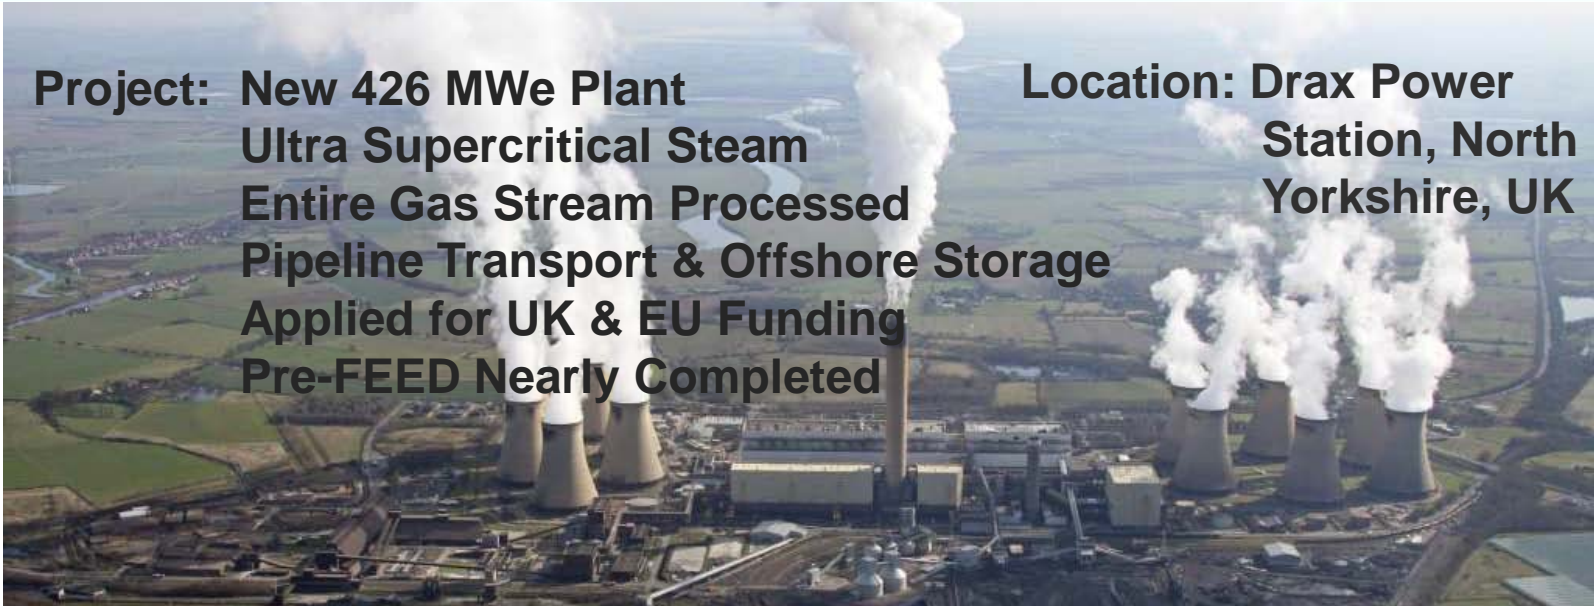 Project: New 426 MWe Plant
Ultra Supercritical Steam
Entire Gas Stream Processed
Pipeline Transport & Offshore Storage
Applied for UK & EU Funding
Pre-FEED Nearly Completed
Location: Drax Power
Station, North
Yorkshire, UK